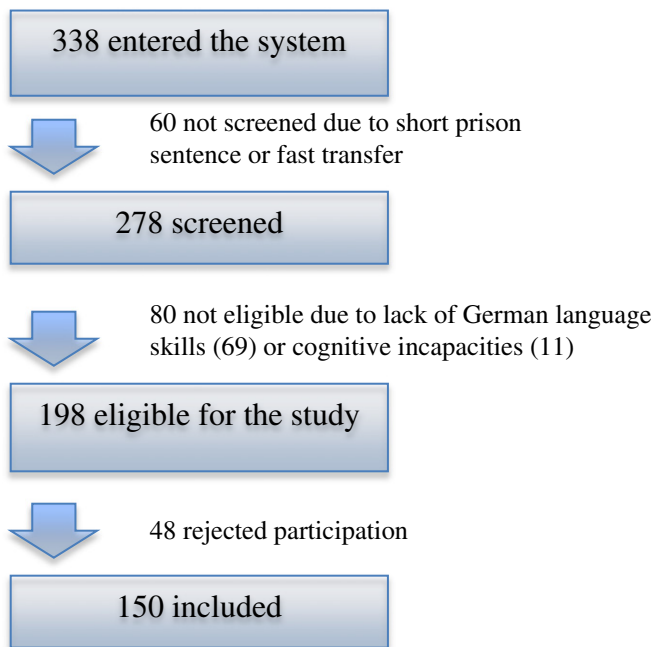 338 entered the system
60 not screened due to short prison
sentence or fast transfer
278 screened
80 not eligible due to lack of German language
skills (69) or cognitive incapacities (11)
198 eligible for the study
48 rejected participation
150 included